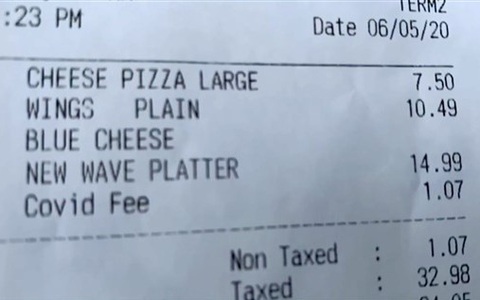 TERM2
:23 PM
Date 06/05/20
CHEESE PIZZA LARGE 7.50
WINGS PLAIN 10.49
BLUE CHEESE
NEW WAVE PLATTER 14.99
Covid Fee 1.07
Non Taxed : 1.07
Taxed : 32.98